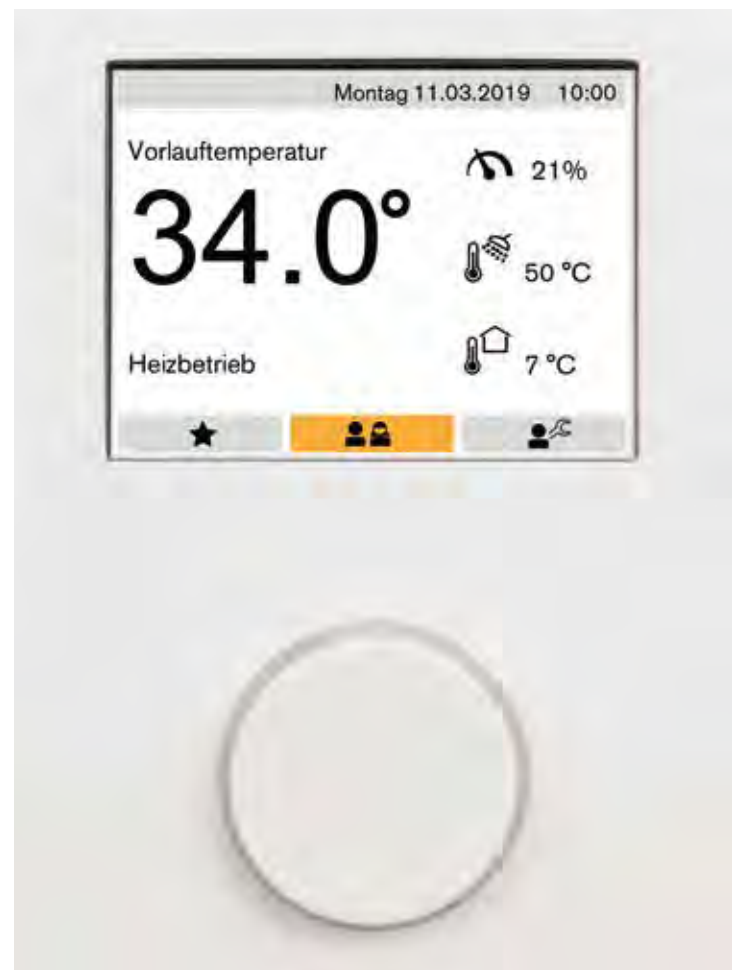 Montag 11.03.2019 10:00
Vorlauftemperatur
21%
34.0°
50 °C
Heizbetrieb
7 °C